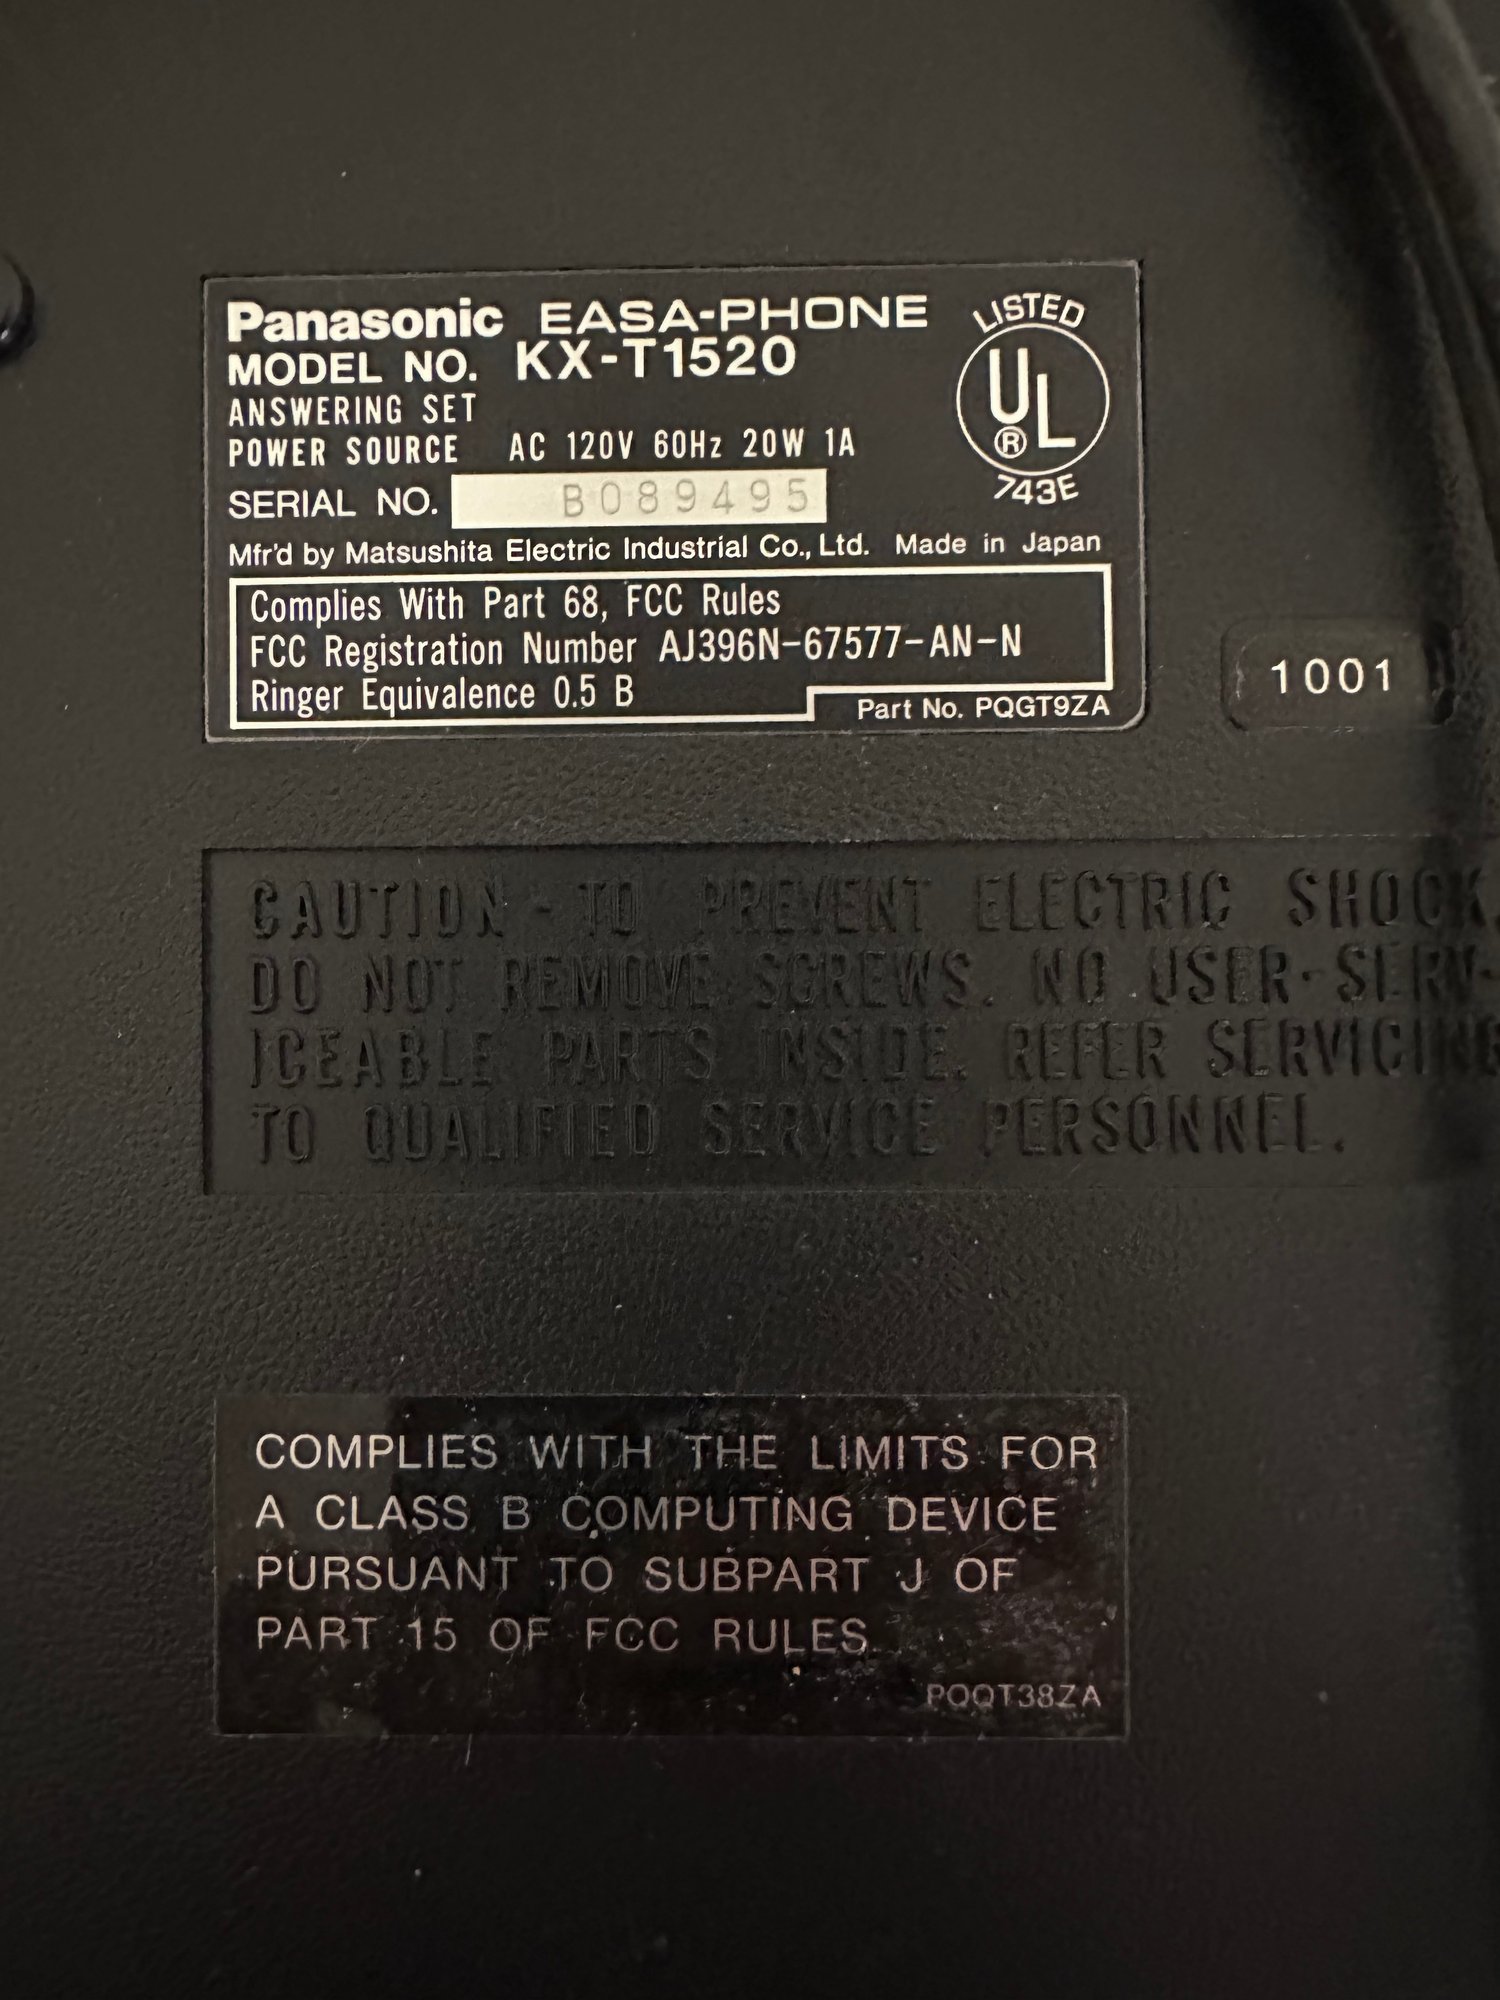 Panasonic EASA-PHONE
MODEL NO. KX-T1520
ANSWERING SET
POWER SOURCE AC 120V 60Hz 20W 1A
SERIAL NO. B089495
Mfr'd by Matsushita Electric Industrial Co., Ltd. Made in Japan
LISTED
UL
®
743E
Complies With Part 68, FCC Rules
FCC Registration Number AJ396N-67577-AN-N
Ringer Equivalence 0.5 B
Part No. PQGT9ZA
1001
CAUTION - TO PREVENT ELECTRIC SHOCK.
DO NOT REMOVE SCREWS. NO USER-SERV-
ICEABLE PARTS INSIDE. REFER SERVICING
TO QUALIFIED SERVICE PERSONNEL.
COMPLIES WITH THE LIMITS FOR
A CLASS B COMPUTING DEVICE
PURSUANT TO SUBPART J OF
PART 15 OF FCC RULES
PQQT38ZA